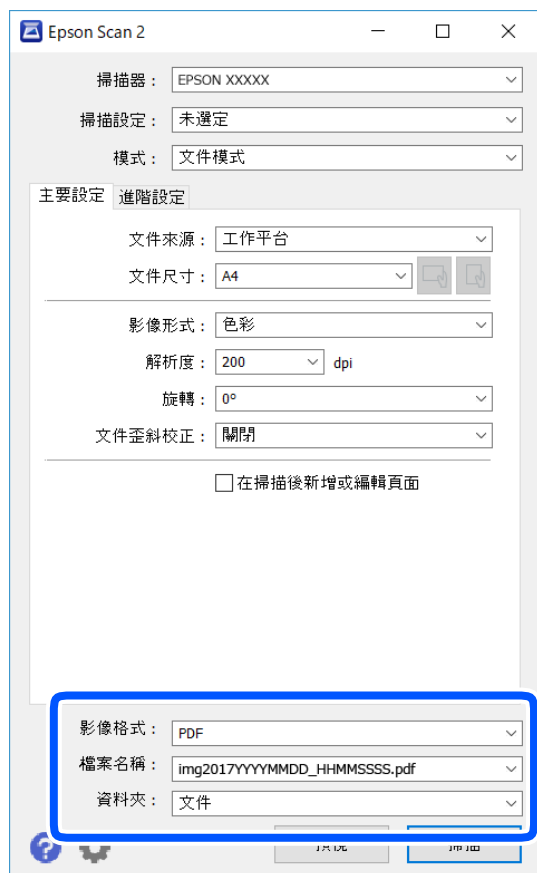 Epson Scan 2
掃描器： EPSON XXXXX
掃描設定： 未選定
模式： 文件模式
主要設定 進階設定
文件來源： 工作平台
文件尺寸： A4
影像形式： 色彩
解析度： 200 dpi
旋轉： 0°
文件歪斜校正： 關閉
在掃描後新增或編輯頁面
影像格式： PDF
檔案名稱： img2017YYYYMMDD_HHMMSSSS.pdf
資料夾： 文件
?